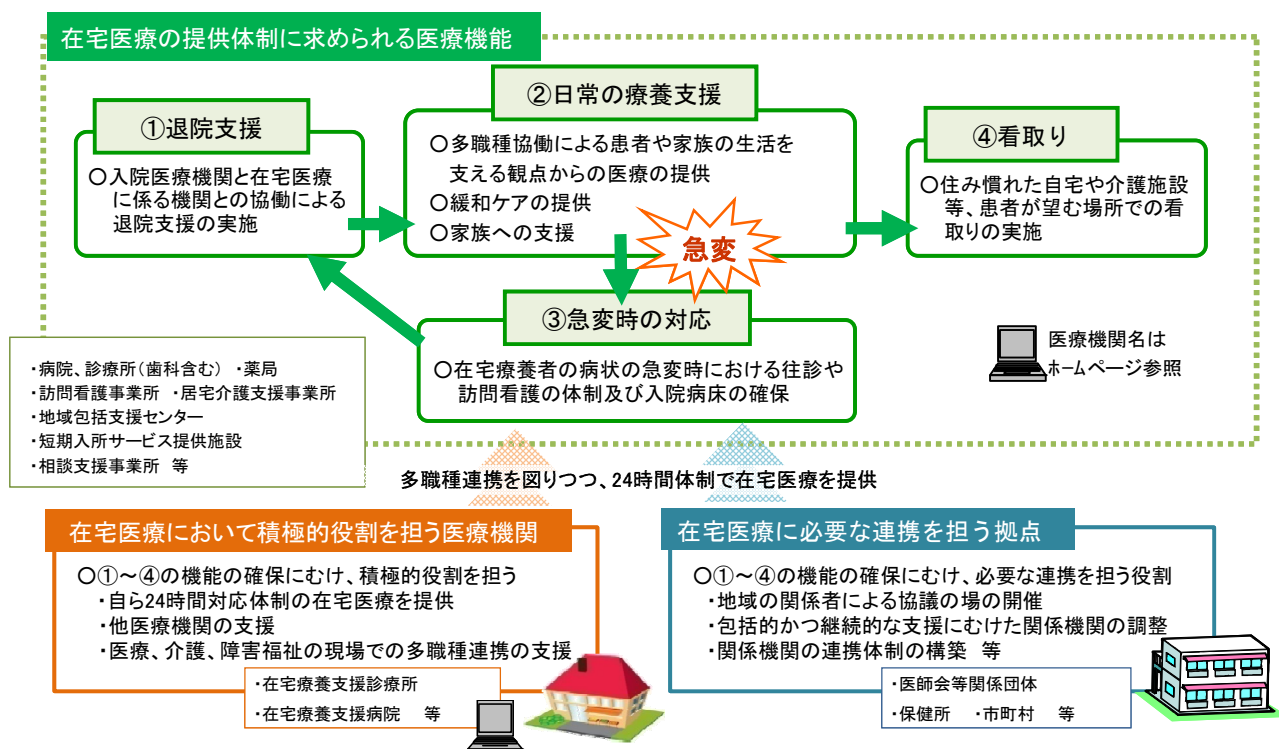 在宅医療の提供体制に求められる医療機能
①退院支援
○入院医療機関と在宅医療
に係る機関との協働による
退院支援の実施
②日常の療養支援
○多職種協働による患者や家族の生活を
支える観点からの医療の提供
○緩和ケアの提供
○家族への支援
急変
④看取り
○住み慣れた自宅や介護施設
等、患者が望む場所での看
取りの実施
③急変時の対応
○在宅療養者の病状の急変時における往診や
訪問看護の体制及び入院病床の確保
医療機関名は
ホームページ参照
・病院、診療所(歯科含む) ・薬局
・訪問看護事業所 ・居宅介護支援事業所
・地域包括支援センター
・短期入所サービス提供施設
・相談支援事業所 等
多職種連携を図りつつ、24時間体制で在宅医療を提供
在宅医療において積極的役割を担う医療機関
○①～④の機能の確保にむけ、積極的役割を担う
・自ら24時間対応体制の在宅医療を提供
・他医療機関の支援
・医療、介護、障害福祉の現場での多職種連携の支援
・在宅療養支援診療所
・在宅療養支援病院 等
在宅医療に必要な連携を担う拠点
○①～④の機能の確保にむけ、必要な連携を担う役割
・地域の関係者による協議の場の開催
・包括的かつ継続的な支援にむけた関係機関の調整
・関係機関の連携体制の構築 等
・医師会等関係団体
・保健所 ・市町村 等